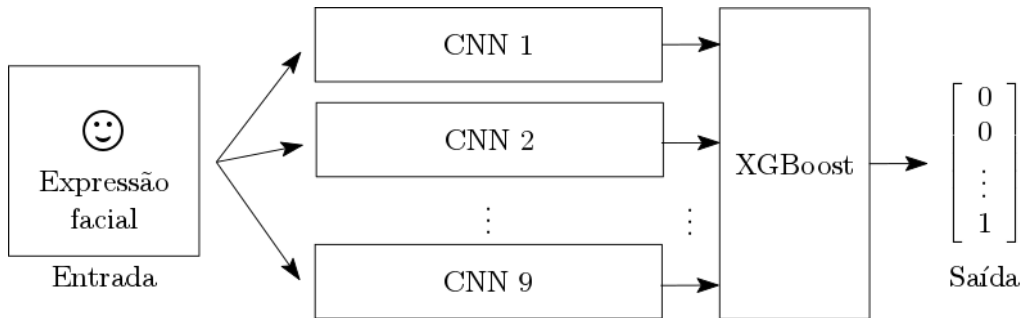 Expressão
facial
Entrada
CNN 1
CNN 2
⋮
CNN 9
⋮
XGBoost
0
0
⋮
1
Saída